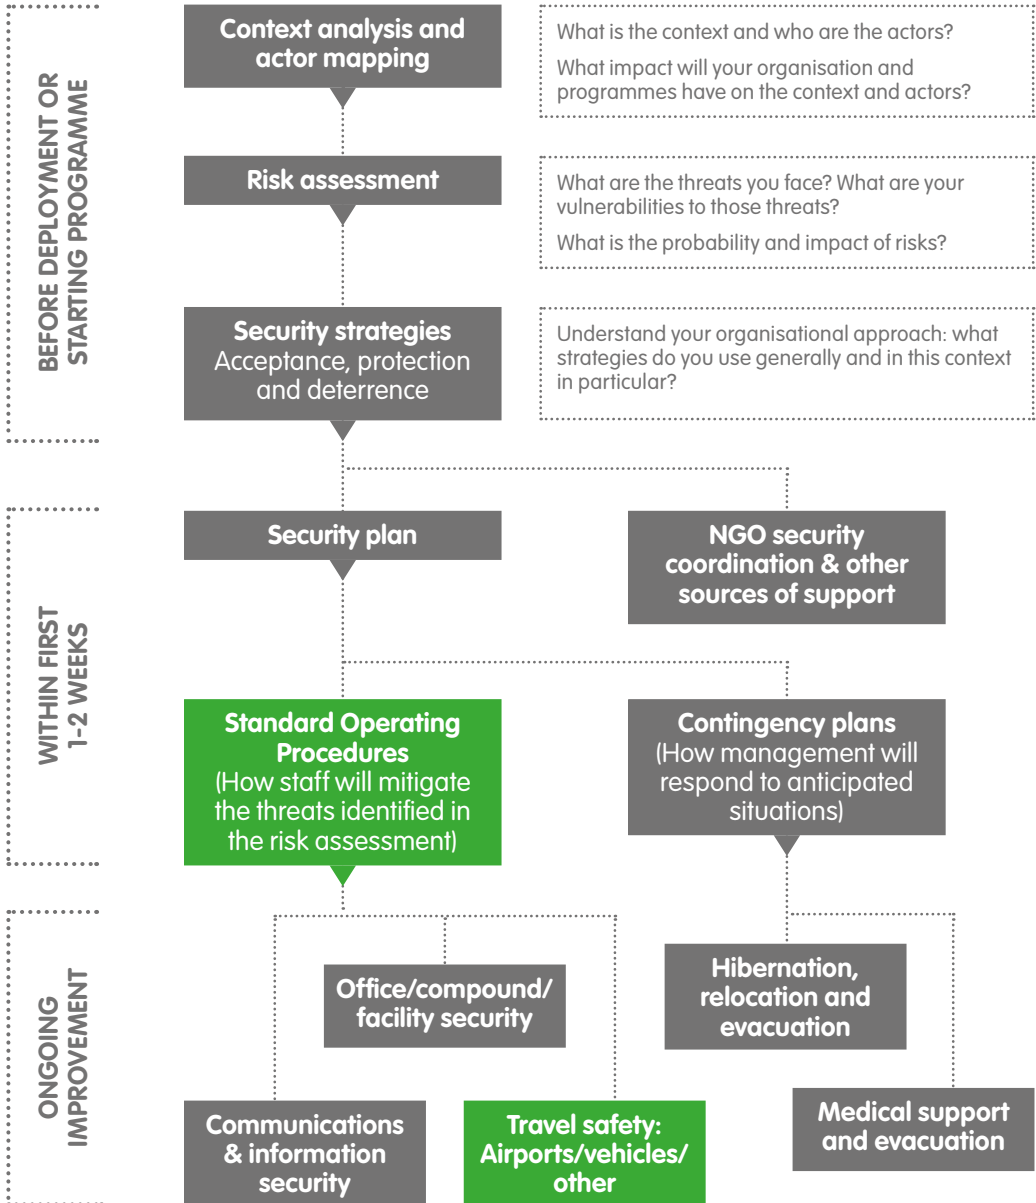 BEFORE DEPLOYMENT OR
STARTING PROGRAMME
Context analysis and
actor mapping
What is the context and who are the actors?
What impact will your organisation and
programmes have on the context and actors?
Risk assessment
What are the threats you face? What are your
vulnerabilities to those threats?
What is the probability and impact of risks?
Security strategies
Acceptance, protection
and deterrence
Understand your organisational approach: what
strategies do you use generally and in this context
in particular?
WITHIN FIRST
1-2 WEEKS
Security plan
NGO security
coordination & other
sources of support
Standard Operating
Procedures
(How staff will mitigate
the threats identified in
the risk assessment)
Contingency plans
(How management will
respond to anticipated
situations)
ONGOING
IMPROVEMENT
Office/compound/
facility security
Hibernation,
relocation and
evacuation
Communications
& information
security
Travel safety:
Airports/vehicles/
other
Medical support
and evacuation